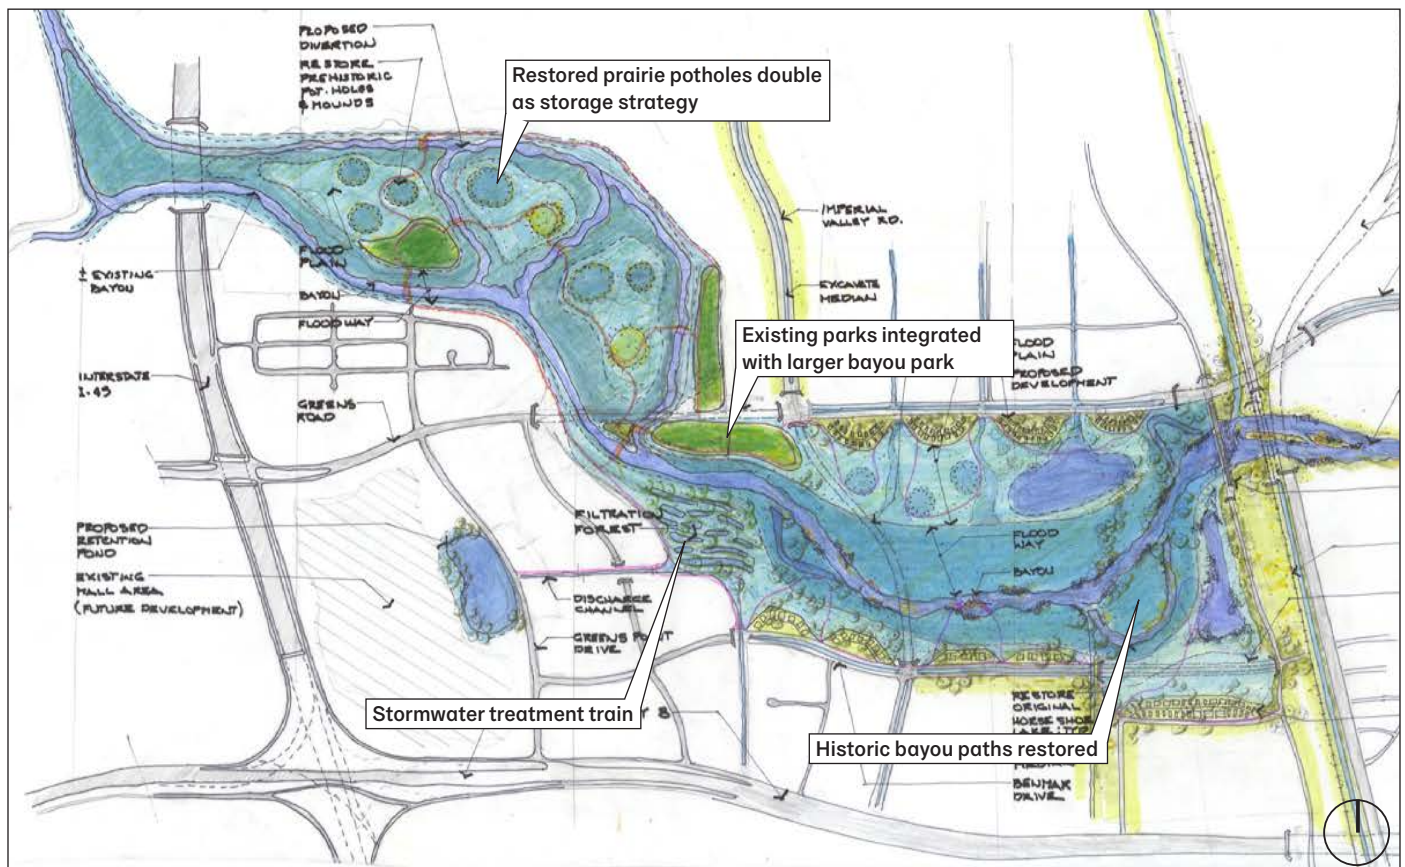 PROPOSED
DIVERTION
RESTORE
PREHISTORIC
POT-HOLES
& MOUNDS
Restored prairie potholes double
as storage strategy
IMPERIAL
VALLEY RD.
EXCAVATE
MEDIAN
FLOOD
PLAIN
± EXISTING
BAYOU
BAYOU
FLOODWAY
Existing parks integrated
with larger bayou park
FLOOD
PLAIN
PROPOSED
DEVELOPMENT
INTERSTATE
I-45
GREENS
ROAD
FILTRATION
FOREST
PROPOSED
RETENTION
POND
EXISTING
MALL AREA
(FUTURE DEVELOPMENT)
FLOOD
WAY
BAYOU
DISCHARGE
CHANNEL
GREENS POINT
DRIVE
Stormwater treatment train
Y 8
RESTORE
ORIGINAL
HORSE SHOE
Historic bayou paths restored
MEDIAN
BENMAR
DRIVE